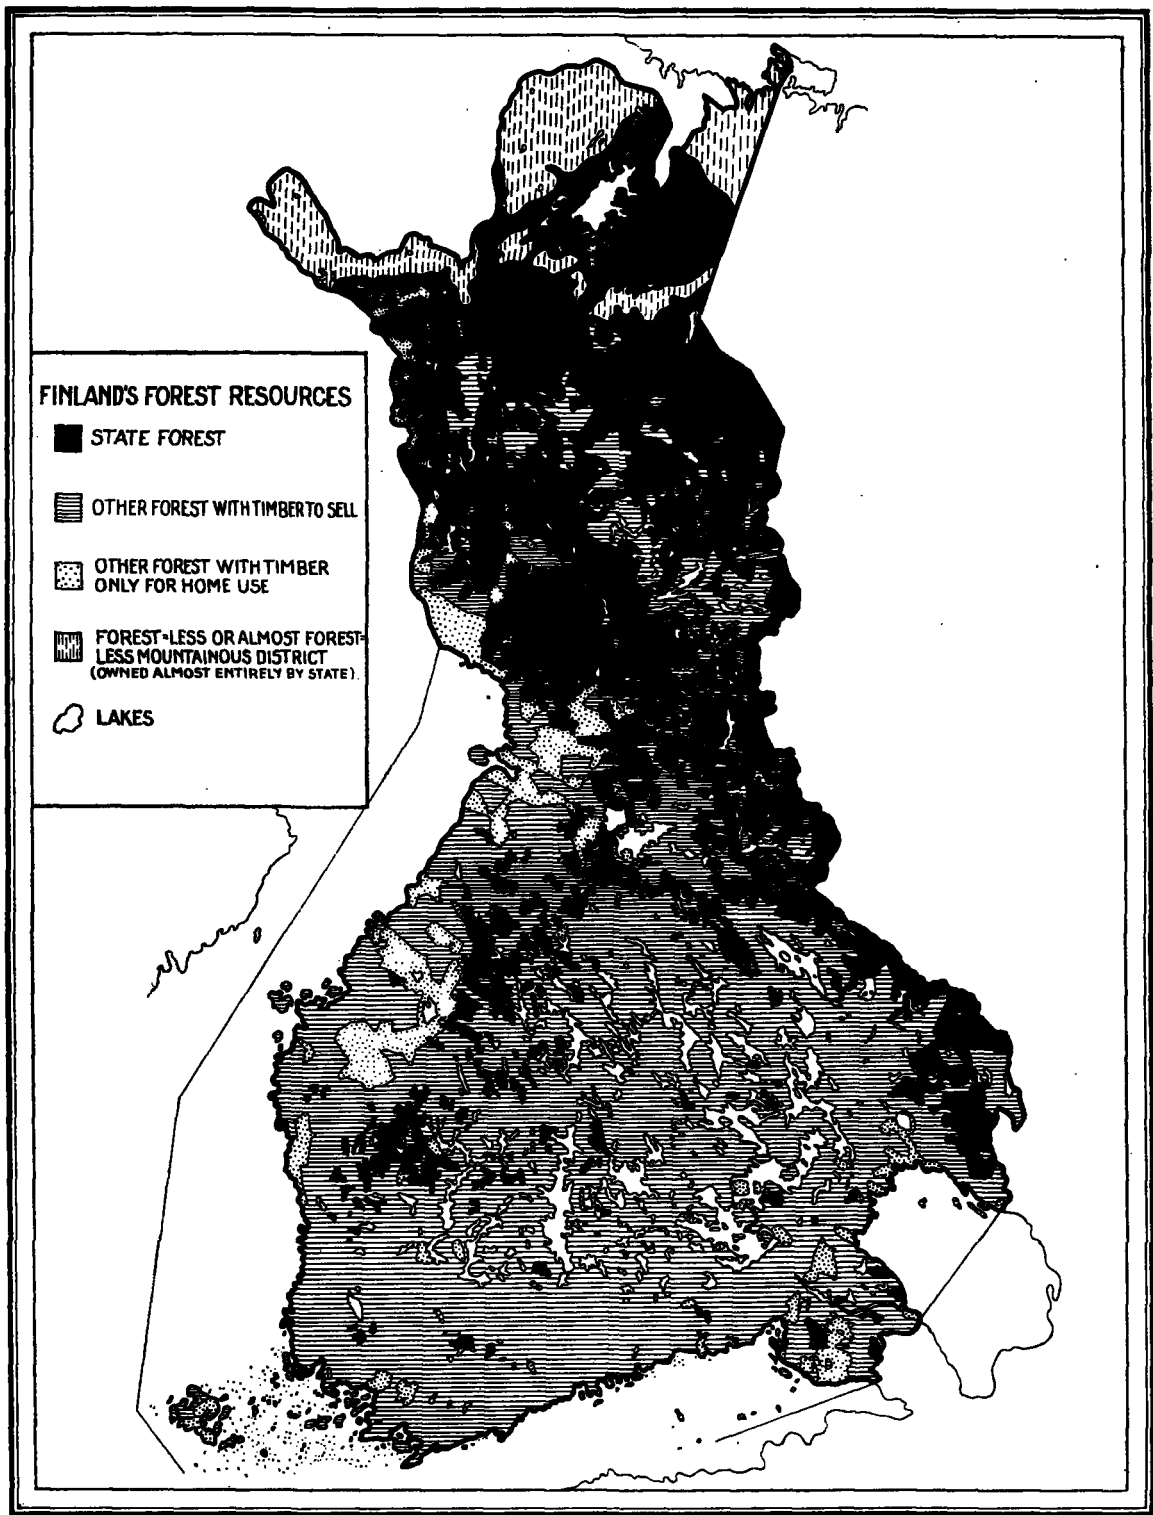 FINLAND'S FOREST RESOURCES
STATE FOREST
OTHER FOREST WITH TIMBER TO SELL
OTHER FOREST WITH TIMBER
ONLY FOR HOME USE
FOREST=LESS OR ALMOST FOREST=
LESS MOUNTAINOUS DISTRICT
(OWNED ALMOST ENTIRELY BY STATE)
LAKES